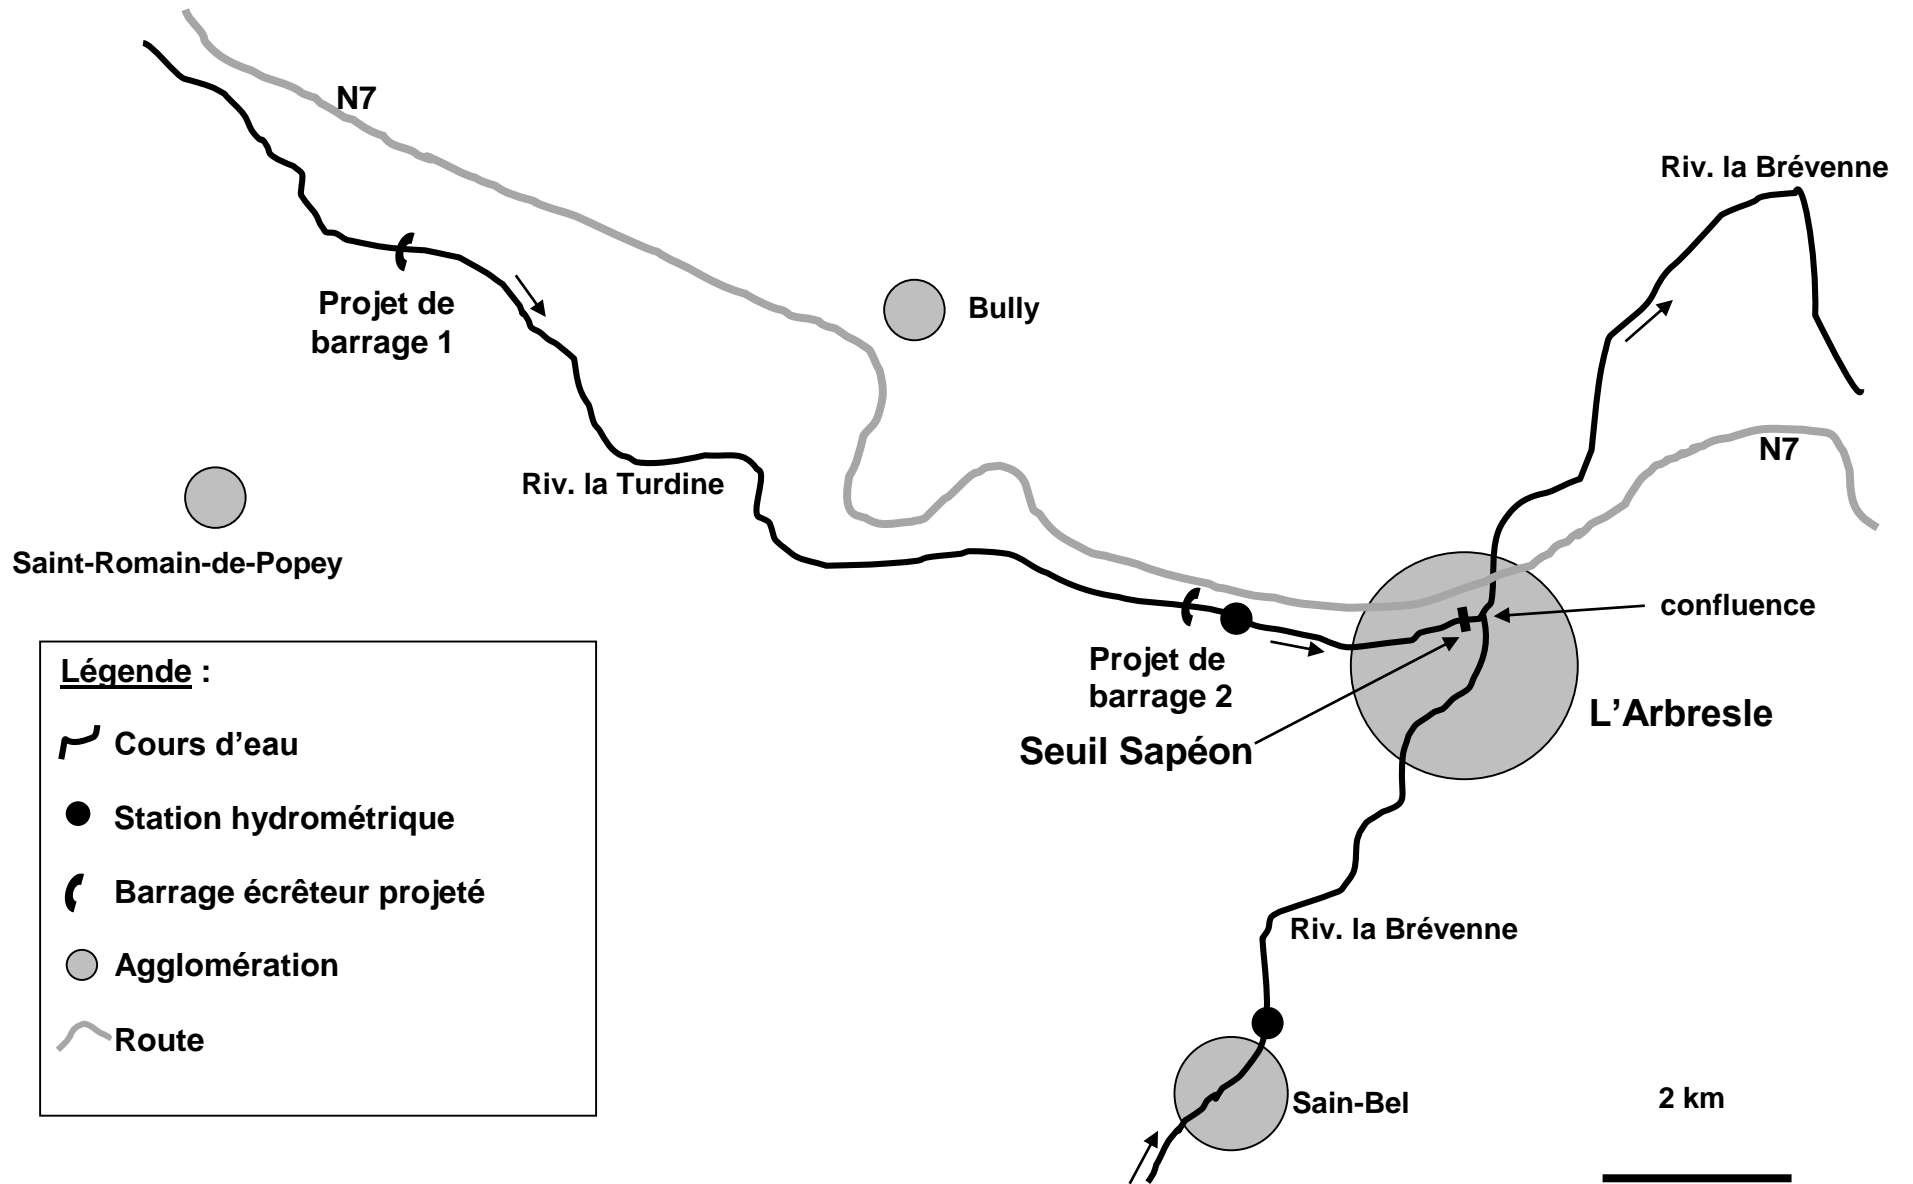 N7
Riv. la Brévenne
Projet de
barrage 1
Bully
N7
Riv. la Turdine
Saint-Romain-de-Popey
confluence
Projet de
barrage 2
L’Arbresle
Seuil Sapéon
Légende :
Cours d’eau
Station hydrométrique
Barrage écrêteur projeté
Agglomération
Route
Riv. la Brévenne
Sain-Bel
2 km